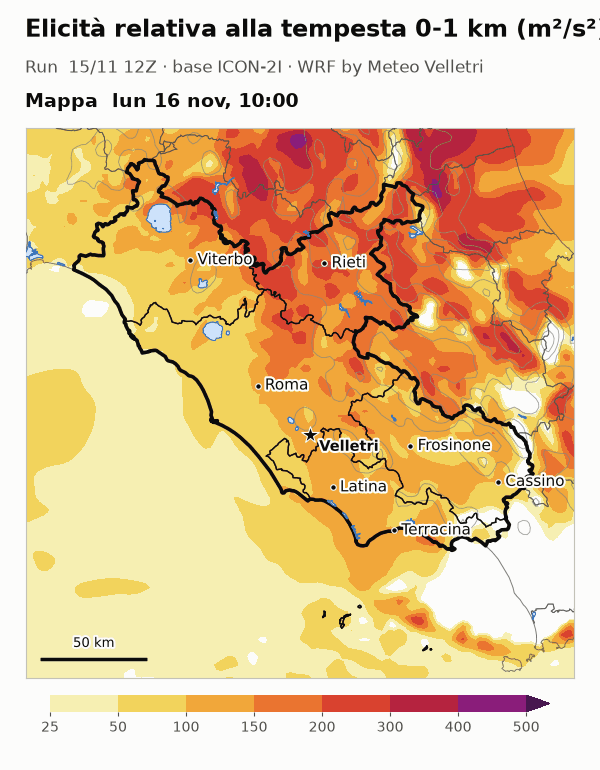 Elicità relativa alla tempesta 0-1 km (m²/s²)
Run 15/11 12Z · base ICON-2I · WRF by Meteo Velletri
Mappa lun 16 nov, 10:00
Viterbo
Rieti
Roma
Velletri
Frosinone
Cassino
Latina
Terracina
50 km
25 50 100 150 200 300 400 500